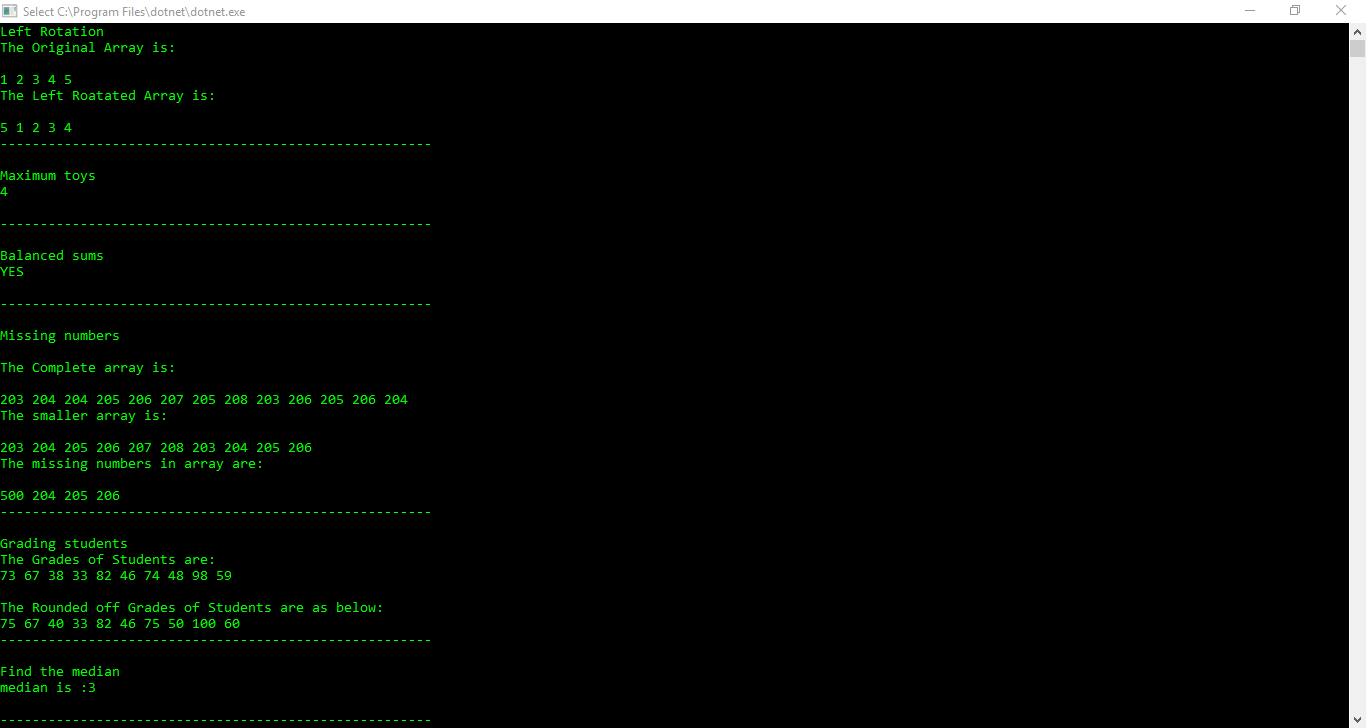 Select C:\Program Files\dotnet\dotnet.exe
Left Rotation
The Original Array is:
1 2 3 4 5
The Left Roatated Array is:
5 1 2 3 4
------------------------------------------------------
Maximum toys
4
------------------------------------------------------
Balanced sums
YES
------------------------------------------------------
Missing numbers
The Complete array is:
203 204 204 205 206 207 205 208 203 206 205 206 204
The smaller array is:
203 204 205 206 207 208 203 204 205 206
The missing numbers in array are:
500 204 205 206
------------------------------------------------------
Grading students
The Grades of Students are:
73 67 38 33 82 46 74 48 98 59
The Rounded off Grades of Students are as below:
75 67 40 33 82 46 75 50 100 60
------------------------------------------------------
Find the median
median is :3
------------------------------------------------------